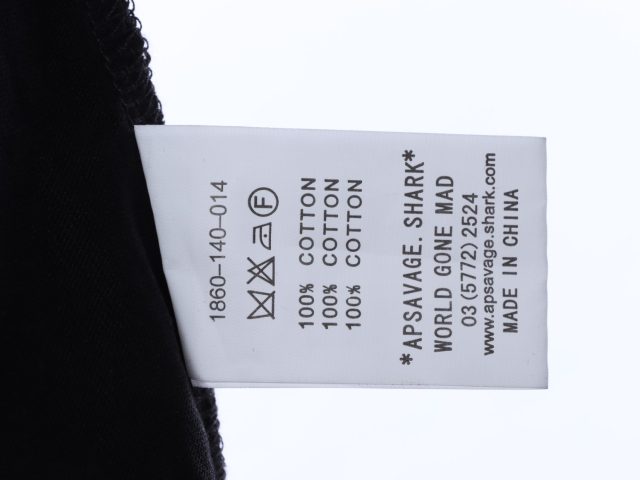 1860-140-014
100% COTTON
100% COTTON
100% COTTON
*APSAVAGE.SHARK*
WORLD GONE MAD
03 (5772) 2524
www.apsavage.shark.com
MADE IN CHINA